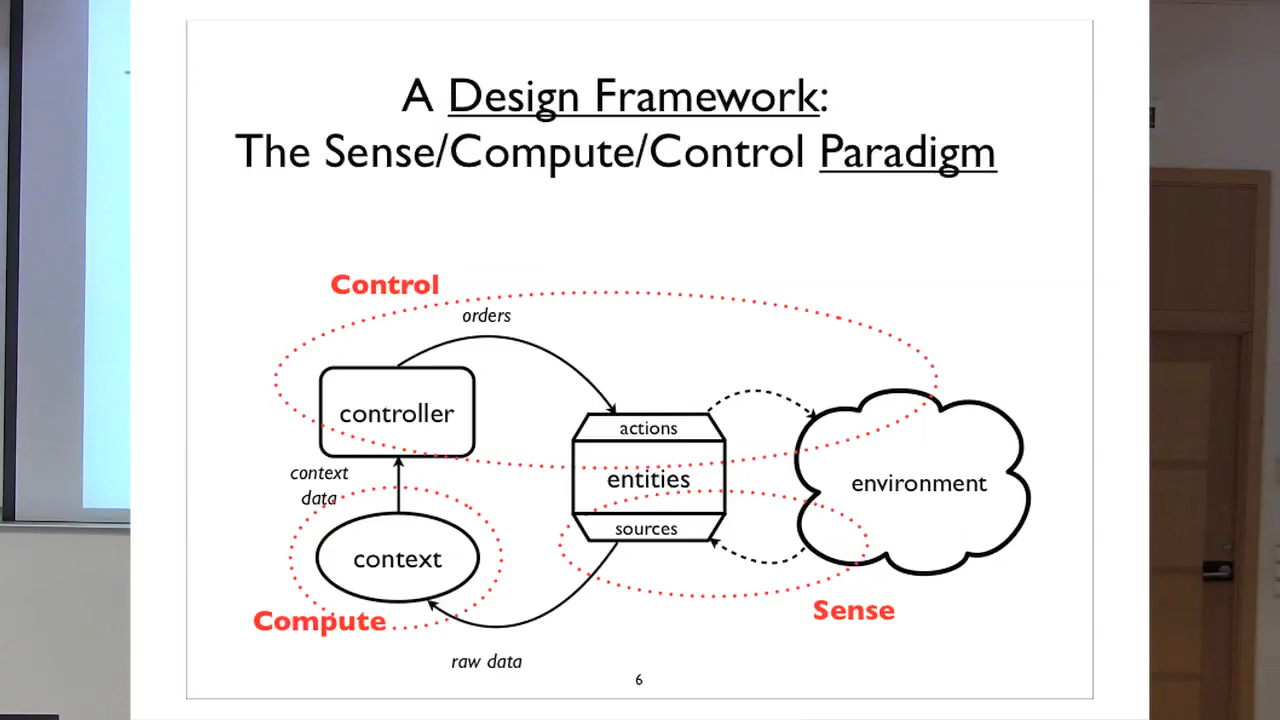 A Design Framework:
The Sense/Compute/Control Paradigm
Control
orders
controller
actions
entities
sources
environment
context
data
context
Compute
Sense
raw data
6